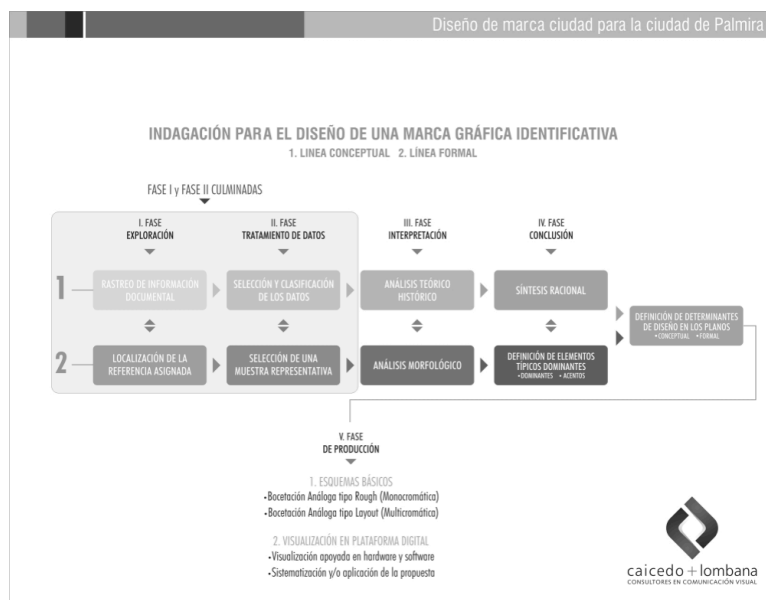 Diseño de marca ciudad para la ciudad de Palmira
INDAGACIÓN PARA EL DISEÑO DE UNA MARCA GRÁFICA IDENTIFICATIVA
1. LINEA CONCEPTUAL 2. LÍNEA FORMAL
FASE I y FASE II CULMINADAS
I. FASE
EXPLORACIÓN
II. FASE
TRATAMIENTO DE DATOS
III. FASE
INTERPRETACIÓN
IV. FASE
CONCLUSIÓN
1
RASTREO DE INFORMACIÓN
DOCUMENTAL
SELECCIÓN Y CLASIFICACIÓN
DE LOS DATOS
ANÁLISIS TEÓRICO
HISTÓRICO
SÍNTESIS RACIONAL
DEFINICIÓN DE DETERMINANTES
DE DISEÑO EN LOS PLANOS
•CONCEPTUAL •FORMAL
2
LOCALIZACIÓN DE LA
REFERENCIA ASIGNADA
SELECCIÓN DE UNA
MUESTRA REPRESENTATIVA
ANÁLISIS MORFOLÓGICO
DEFINICIÓN DE ELEMENTOS
TÍPICOS DOMINANTES
•DOMINANTES •ACENTOS
V. FASE
DE PRODUCCIÓN
1. ESQUEMAS BÁSICOS
•Bocetación Análoga tipo Rough (Monocromática)
•Bocetación Análoga tipo Layout (Multicromática)
2. VISUALIZACIÓN EN PLATAFORMA DIGITAL
•Visualización apoyada en hardware y software
•Sistematización y/o aplicación de la propuesta
caicedo+lombana
CONSULTORES EN COMUNICACIÓN VISUAL